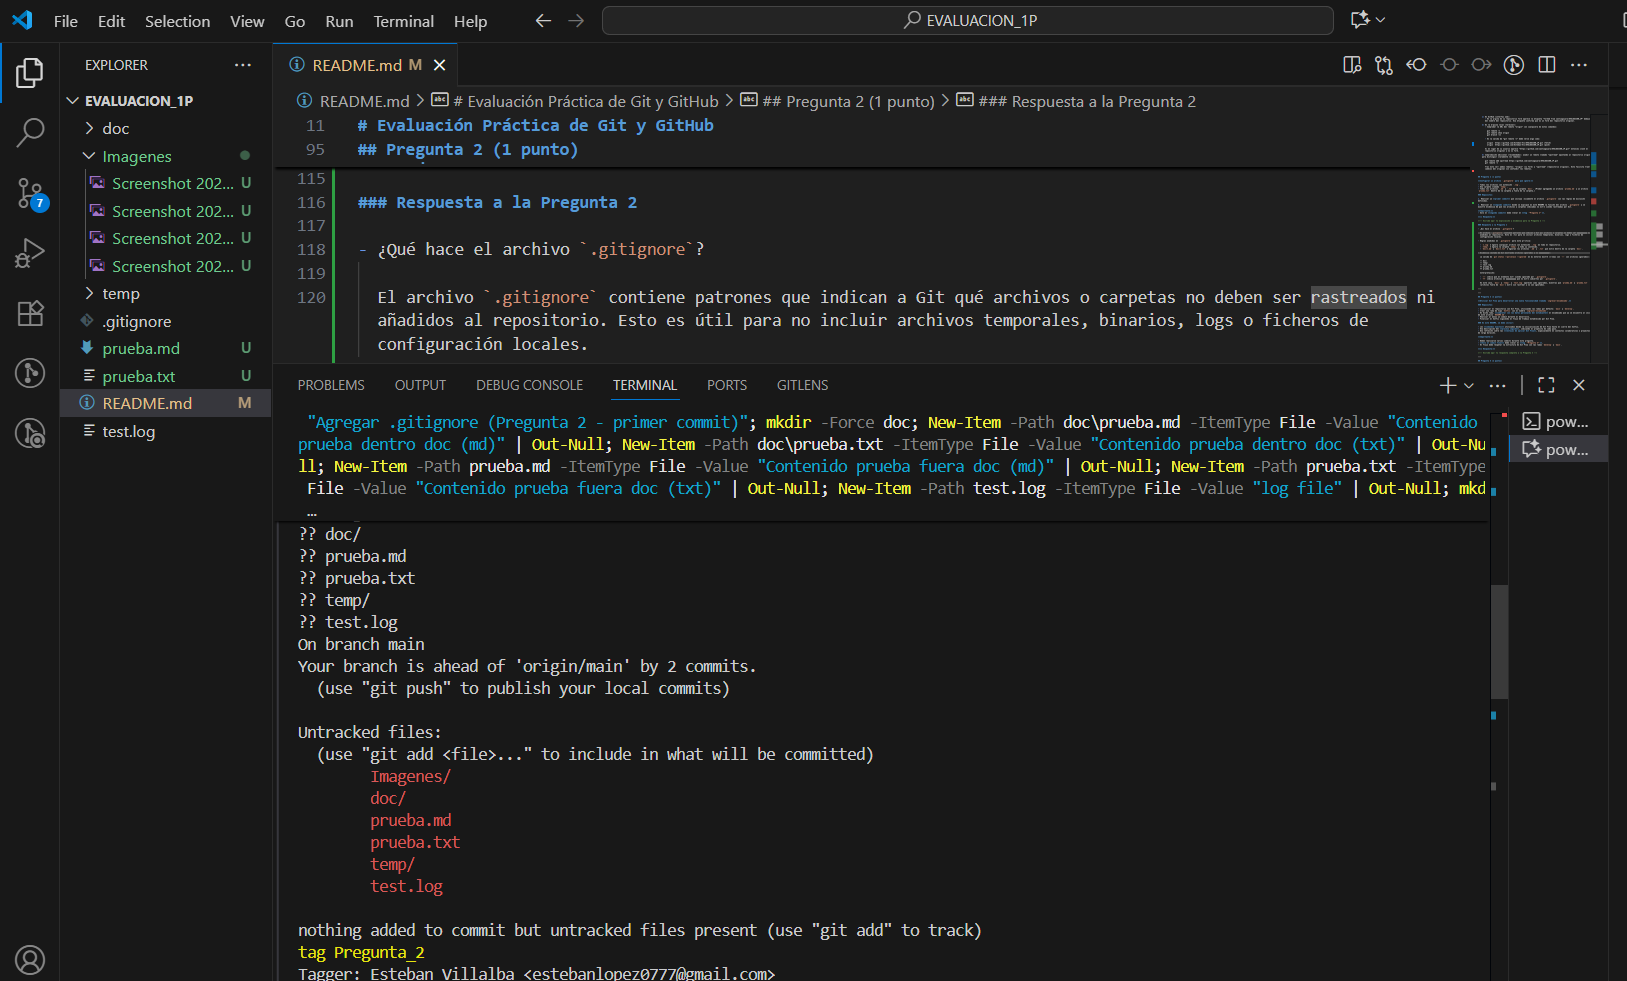 File Edit Selection View Go Run Terminal Help
EVALUACION_1P
EXPLORER
EVALUACION_1P
doc
Imagenes
Screenshot 202... U
Screenshot 202... U
Screenshot 202... U
Screenshot 202... U
temp
.gitignore
prueba.md U
prueba.txt U
README.md M
test.log
7
README.md M
README.md > # Evaluación Práctica de Git y GitHub > ## Pregunta 2 (1 punto) > ### Respuesta a la Pregunta 2
11 # Evaluación Práctica de Git y GitHub
95 ## Pregunta 2 (1 punto)
115
116 ### Respuesta a la Pregunta 2
117
118 - ¿Qué hace el archivo `.gitignore`?
119
120 El archivo `.gitignore` contiene patrones que indican a Git qué archivos o carpetas no deben ser rastreados ni
añadidos al repositorio. Esto es útil para no incluir archivos temporales, binarios, logs o ficheros de
configuración locales.
PROBLEMS OUTPUT DEBUG CONSOLE TERMINAL PORTS GITLENS
"Agregar .gitignore (Pregunta 2 - primer commit)"; mkdir -Force doc; New-Item -Path doc\prueba.md -ItemType File -Value "Contenido
prueba dentro doc (md)" | Out-Null; New-Item -Path doc\prueba.txt -ItemType File -Value "Contenido prueba dentro doc (txt)" | Out-Nu
ll; New-Item -Path prueba.md -ItemType File -Value "Contenido prueba fuera doc (md)" | Out-Null; New-Item -Path prueba.txt -ItemType
File -Value "Contenido prueba fuera doc (txt)" | Out-Null; New-Item -Path test.log -ItemType File -Value "log file" | Out-Null; mkd
…
?? doc/
?? prueba.md
?? prueba.txt
?? temp/
?? test.log
On branch main
Your branch is ahead of 'origin/main' by 2 commits.
(use "git push" to publish your local commits)
Untracked files:
(use "git add <file>..." to include in what will be committed)
Imagenes/
doc/
prueba.md
prueba.txt
temp/
test.log
nothing added to commit but untracked files present (use "git add" to track)
tag Pregunta_2
Tagger: Esteban Villalba <estebanlopez0777@gmail.com>
pow...
pow...